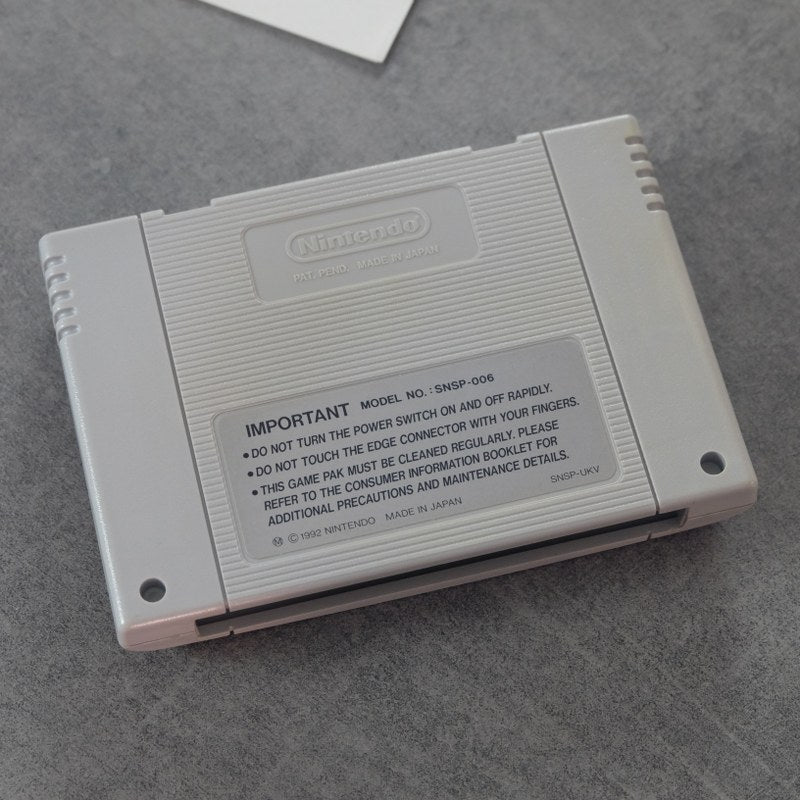 Nintendo®
PAT. PEND. MADE IN JAPAN
IMPORTANT MODEL NO.: SNSP-006
•DO NOT TURN THE POWER SWITCH ON AND OFF RAPIDLY.
•DO NOT TOUCH THE EDGE CONNECTOR WITH YOUR FINGERS.
•THIS GAME PAK MUST BE CLEANED REGULARLY. PLEASE
REFER TO THE CONSUMER INFORMATION BOOKLET FOR
ADDITIONAL PRECAUTIONS AND MAINTENANCE DETAILS.
SNSP-UKV
Ⓜ ©1992 NINTENDO MADE IN JAPAN